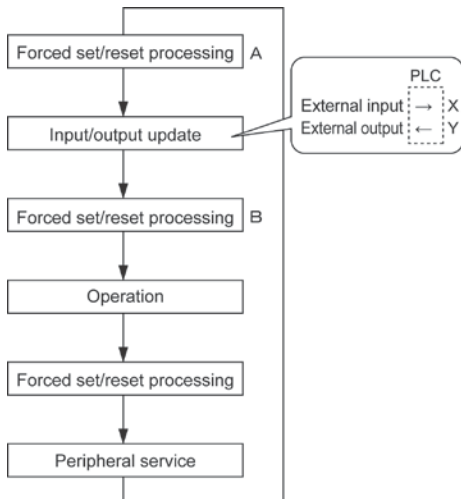 Forced set/reset processing A
PLC
External input → X
External output ← Y
Input/output update
Forced set/reset processing B
Operation
Forced set/reset processing
Peripheral service